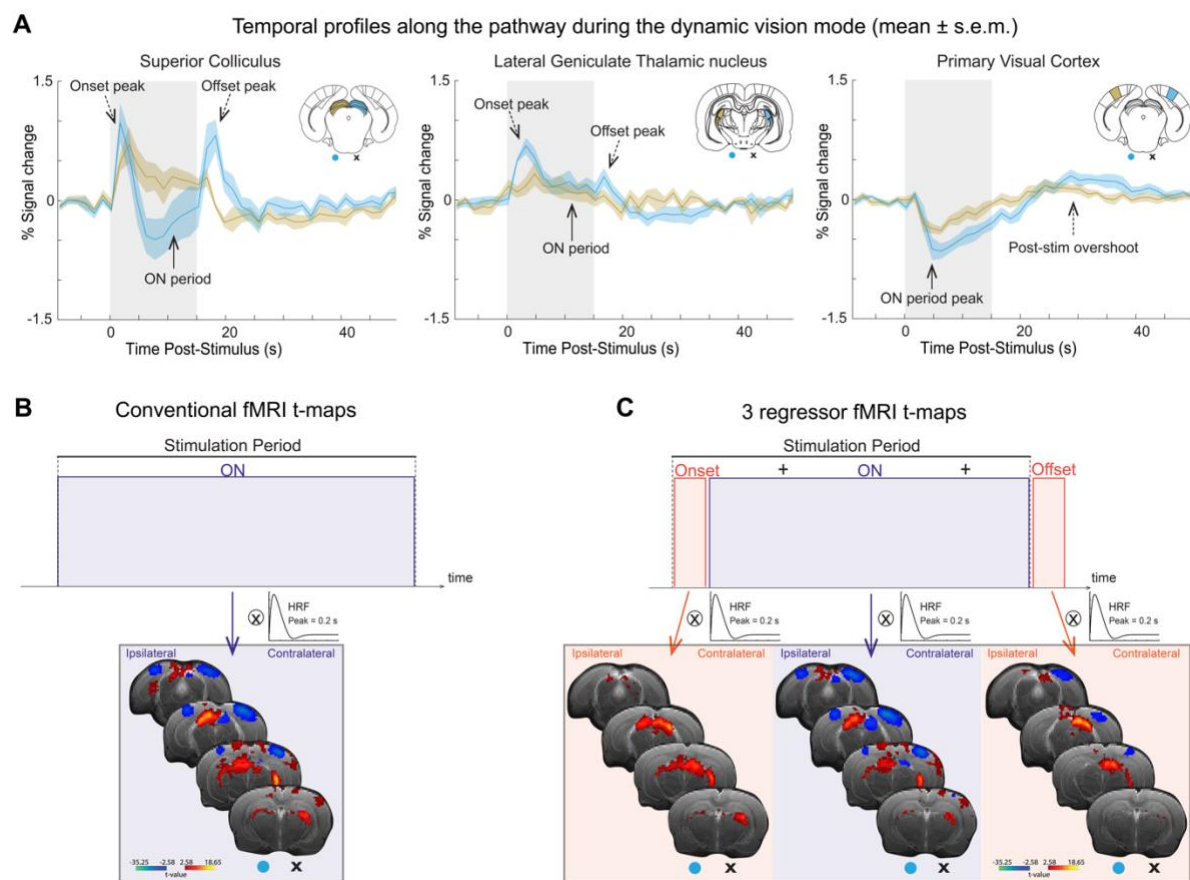 A
Temporal profiles along the pathway during the dynamic vision mode (mean ± s.e.m.)
Superior Colliculus
1.5
0
-1.5
% Signal change
Onset peak
Offset peak
x
ON period
0
20
40
Time Post-Stimulus (s)
Lateral Geniculate Thalamic nucleus
1.5
0
-1.5
% Signal change
Onset peak
Offset peak
x
ON period
0
20
40
Time Post-Stimulus (s)
Primary Visual Cortex
1.5
0
-1.5
% Signal change
x
Post-stim overshoot
ON period peak
0
20
40
Time Post-Stimulus (s)
B
Conventional fMRI t-maps
Stimulation Period
ON
time
x
HRF
Peak = 0.2 s
Ipsilateral
Contralateral
-35.25 -2.58 2.58 18.65
t-value
x
C
3 regressor fMRI t-maps
Stimulation Period
Onset + ON + Offset
time
x
HRF
Peak = 0.2 s
x
HRF
Peak = 0.2 s
x
HRF
Peak = 0.2 s
Ipsilateral
Contralateral
Ipsilateral
Contralateral
Ipsilateral
Contralateral
x
x
-35.25 -2.58 2.58 18.65
t-value
x